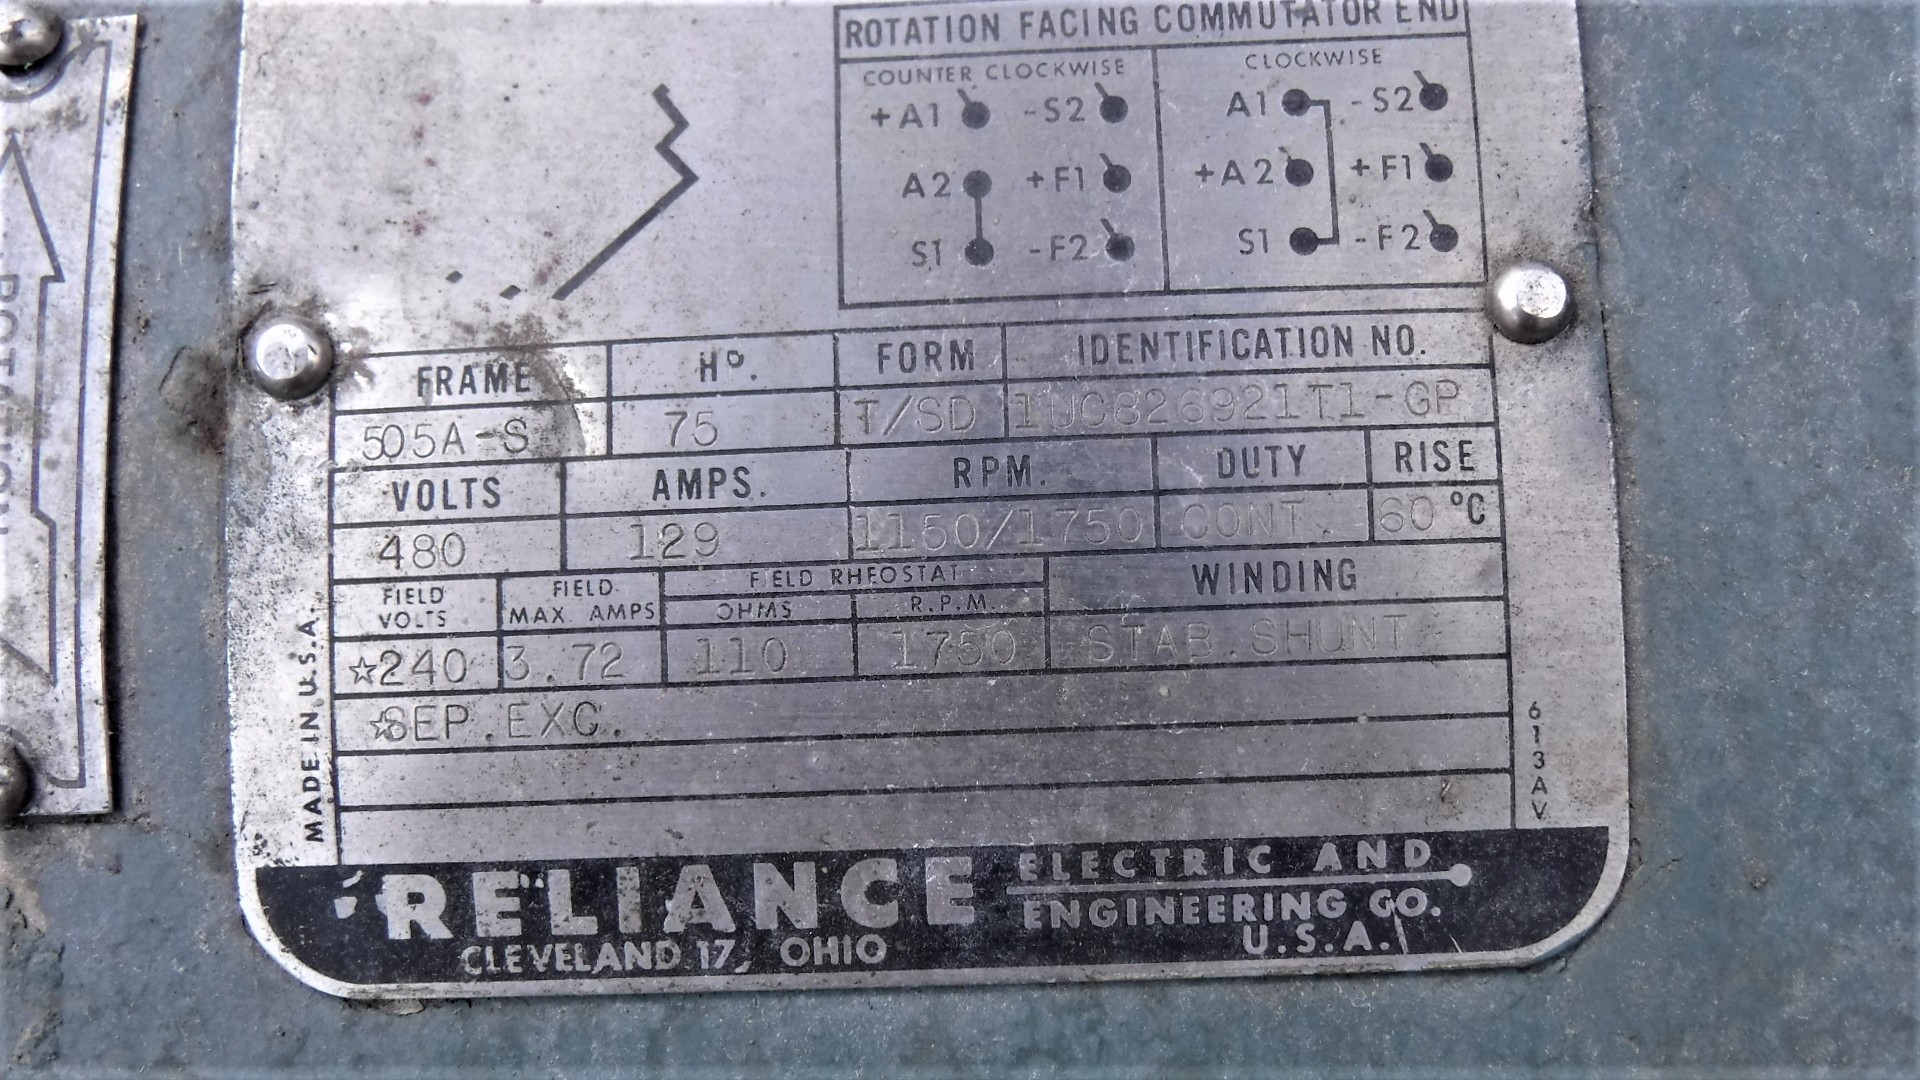 ROTATION FACING COMMUTATOR END
COUNTER CLOCKWISE CLOCKWISE
+A1 -S2 A1 -S2
A2 +F1 +A2 +F1
S1 -F2 S1 -F2
FRAME HP. FORM IDENTIFICATION NO.
505A-S 75 T/SD 1UC826921T1-GP
VOLTS AMPS. RPM. DUTY RISE
480 129 1150/1750 CONT. 60 °C
FIELD VOLTS FIELD MAX. AMPS FIELD RHEOSTAT OHMS R.P.M. WINDING
☆240 3.72 110 1750 STAB.SHUNT
☆SEP.EXC.
MADE IN U.S.A.
613AV
RELIANCE ELECTRIC AND
ENGINEERING CO.
CLEVELAND 17, OHIO U.S.A.
ROTATION